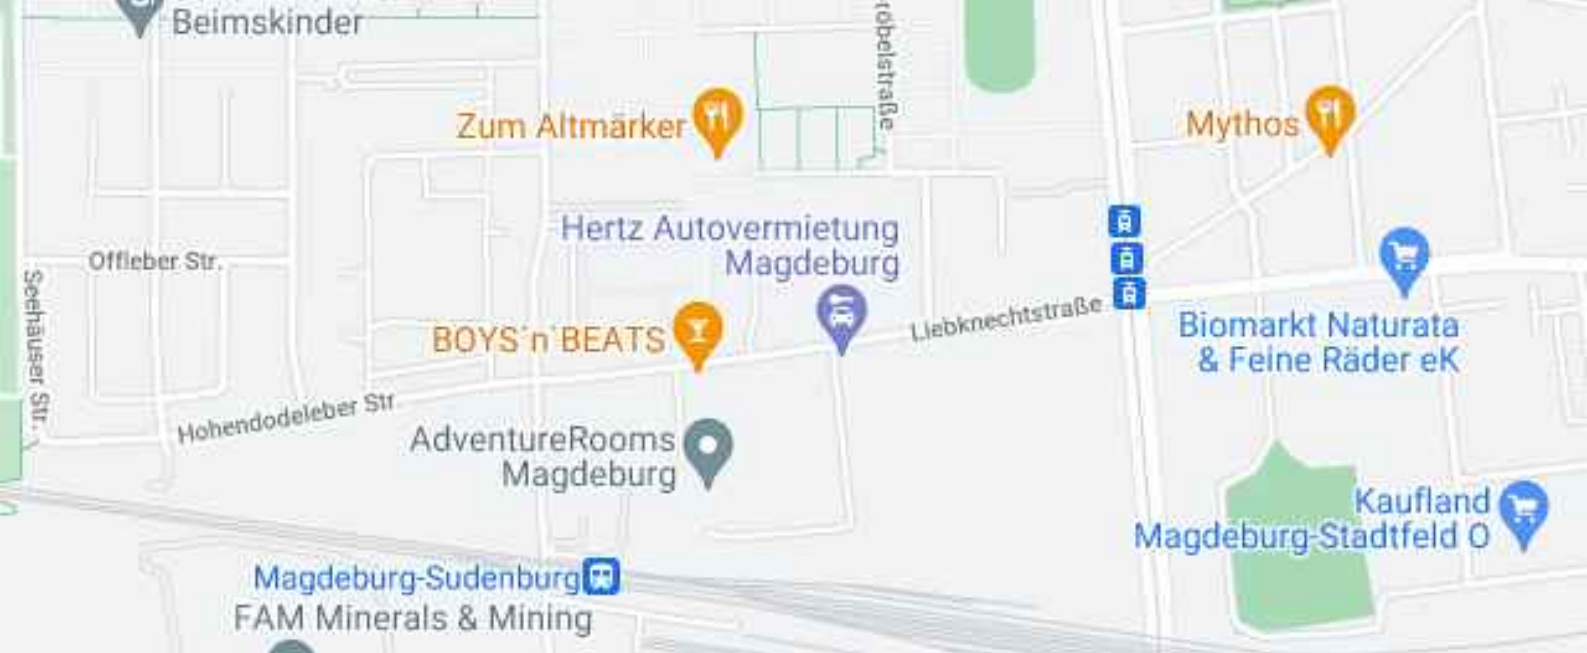 Beimskinder
röbelstraße
Zum Altmärker
Mythos
Hertz Autovermietung
Magdeburg
Offleber Str.
Seehäuser Str.
BOYS´n´BEATS
Liebknechtstraße
Biomarkt Naturata
& Feine Räder eK
Hohendodeleber Str
AdventureRooms
Magdeburg
Kaufland
Magdeburg-Stadtfeld O
Magdeburg-Sudenburg
FAM Minerals & Mining